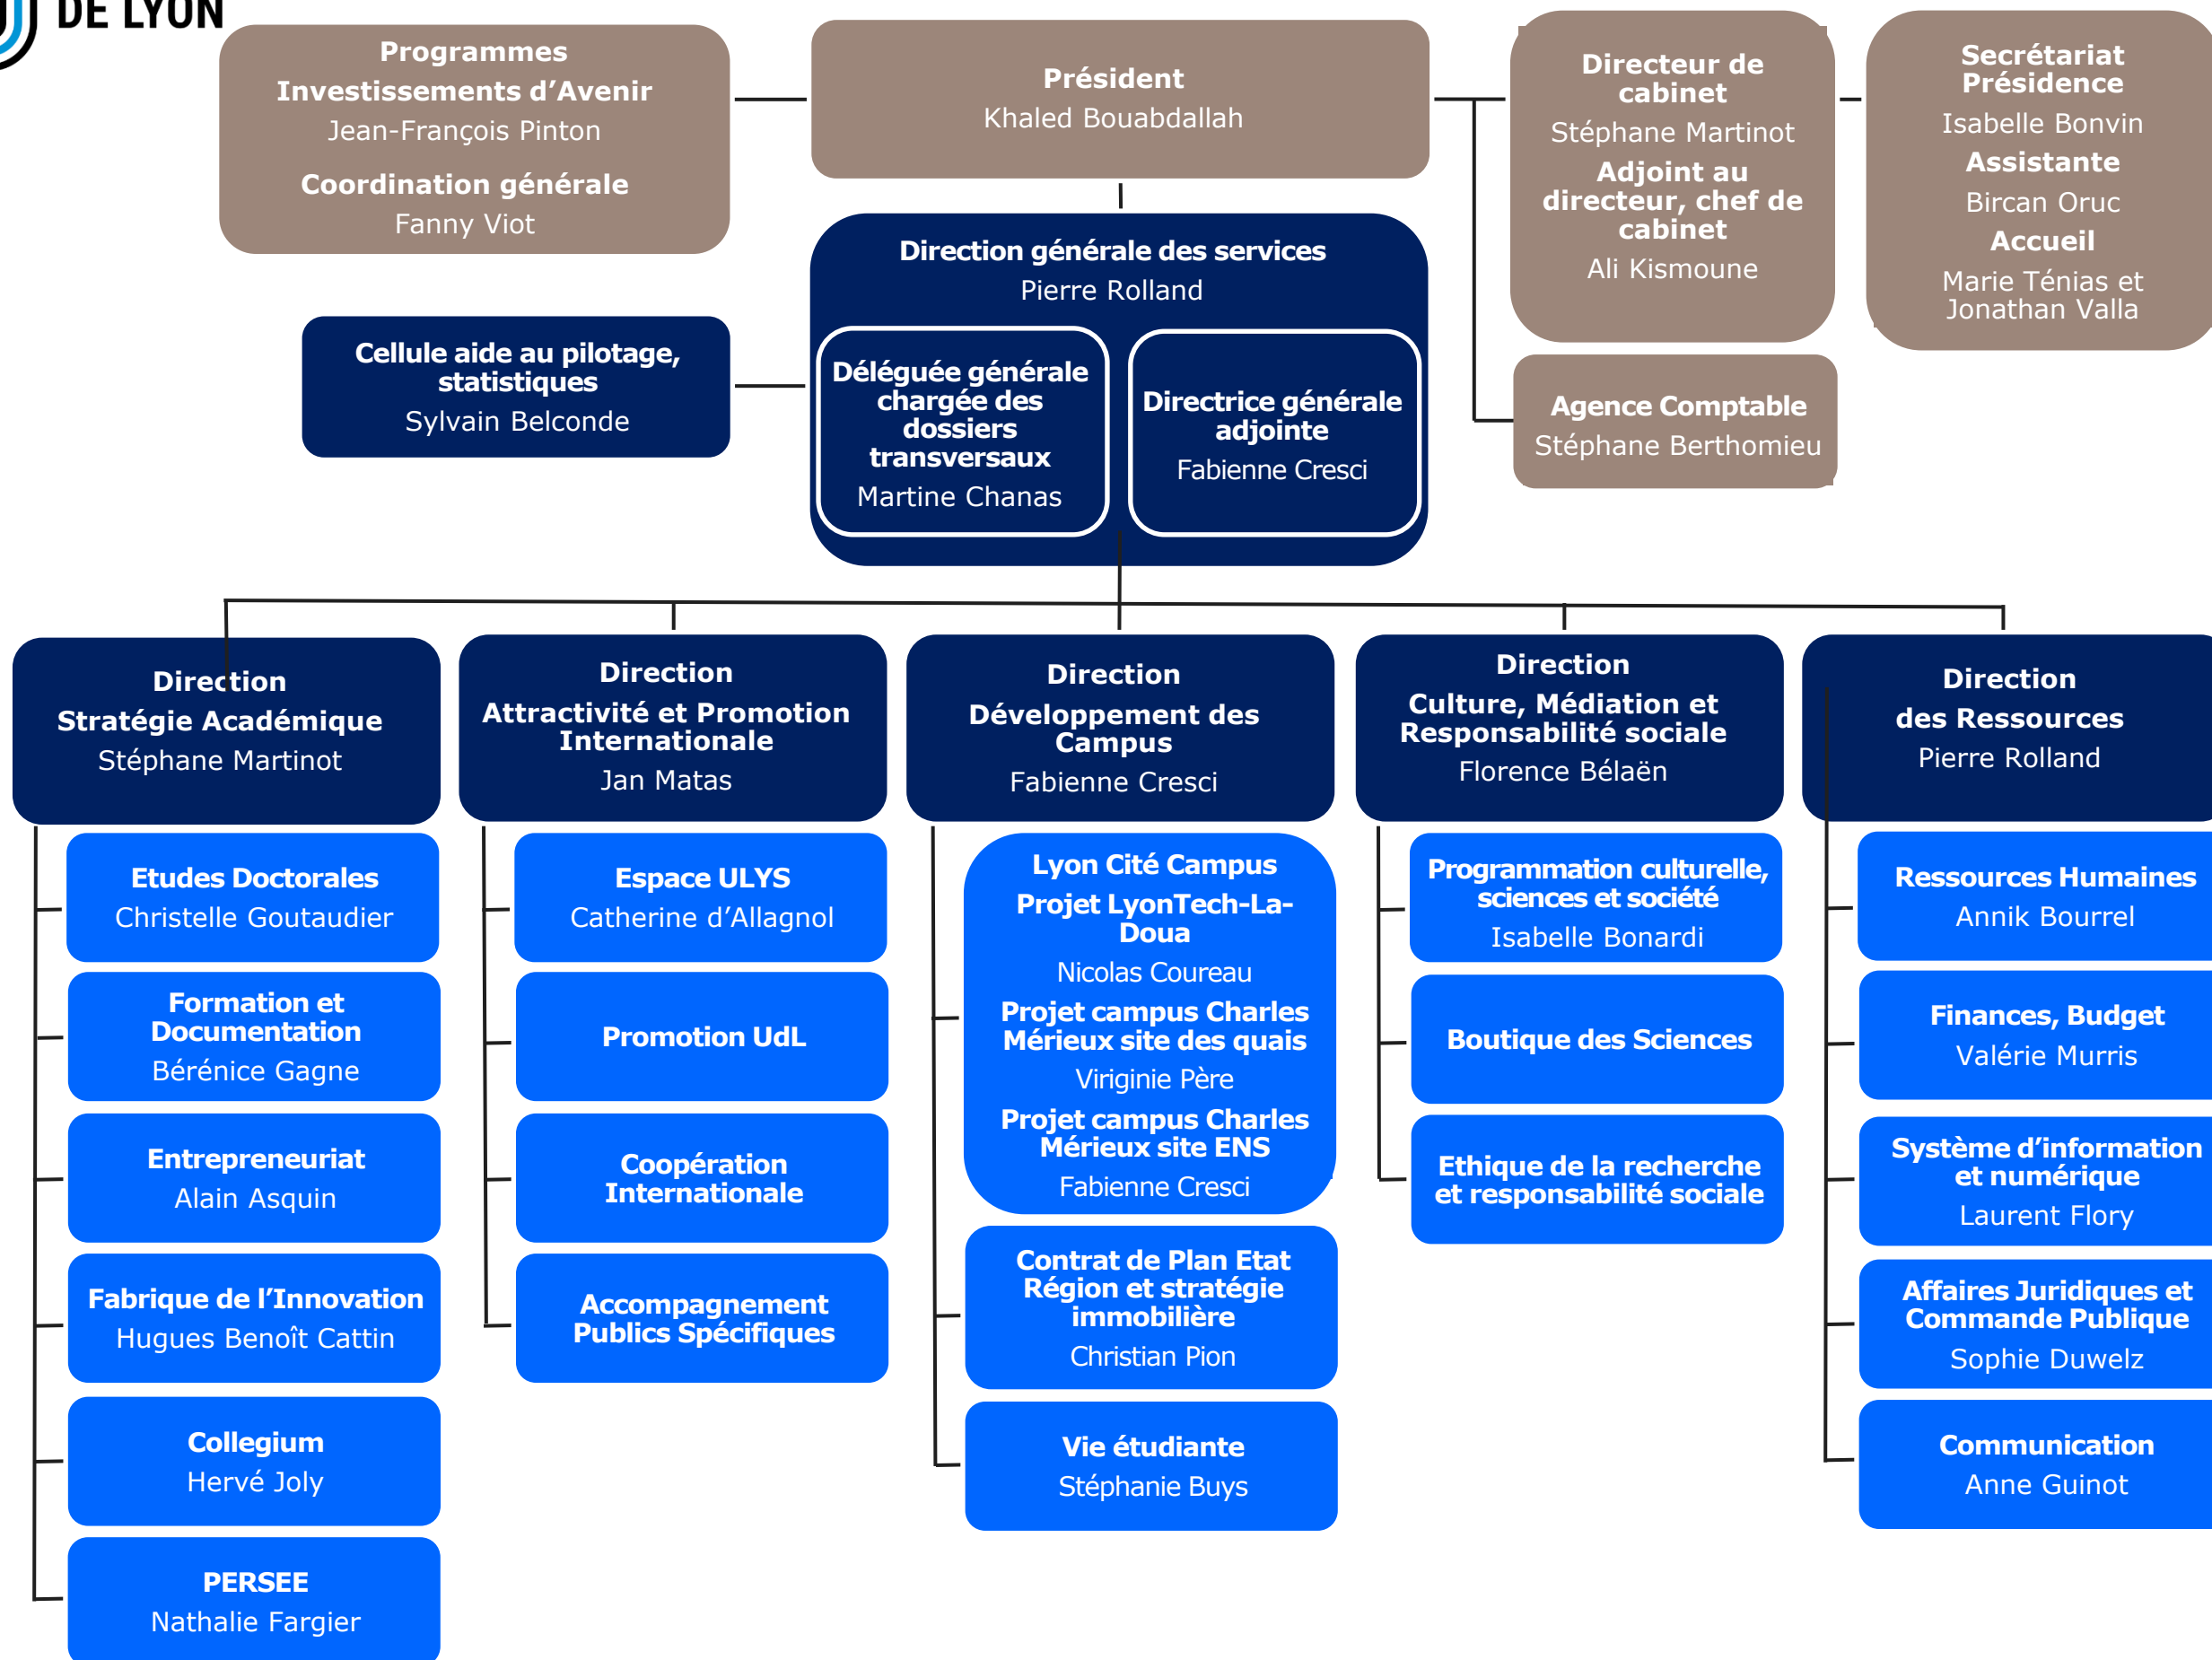 DE LYON
Programmes
Investissements d’Avenir
Jean-François Pinton
Coordination générale
Fanny Viot
Président
Khaled Bouabdallah
Directeur de
cabinet
Stéphane Martinot
Adjoint au
directeur, chef de
cabinet
Ali Kismoune
Secrétariat
Présidence
Isabelle Bonvin
Assistante
Bircan Oruc
Accueil
Marie Ténias et
Jonathan Valla
Direction générale des services
Pierre Rolland
Cellule aide au pilotage,
statistiques
Sylvain Belconde
Déléguée générale
chargée des
dossiers
transversaux
Martine Chanas
Directrice générale
adjointe
Fabienne Cresci
Agence Comptable
Stéphane Berthomieu
Direction
Stratégie Académique
Stéphane Martinot
Direction
Attractivité et Promotion
Internationale
Jan Matas
Direction
Développement des
Campus
Fabienne Cresci
Direction
Culture, Médiation et
Responsabilité sociale
Florence Bélaën
Direction
des Ressources
Pierre Rolland
Etudes Doctorales
Christelle Goutaudier
Formation et
Documentation
Bérénice Gagne
Entrepreneuriat
Alain Asquin
Fabrique de l’Innovation
Hugues Benoît Cattin
Collegium
Hervé Joly
PERSEE
Nathalie Fargier
Espace ULYS
Catherine d’Allagnol
Promotion UdL
Coopération
Internationale
Accompagnement
Publics Spécifiques
Lyon Cité Campus
Projet LyonTech-La-
Doua
Nicolas Coureau
Projet campus Charles
Mérieux site des quais
Viriginie Père
Projet campus Charles
Mérieux site ENS
Fabienne Cresci
Contrat de Plan Etat
Région et stratégie
immobilière
Christian Pion
Vie étudiante
Stéphanie Buys
Programmation culturelle,
sciences et société
Isabelle Bonardi
Boutique des Sciences
Ethique de la recherche
et responsabilité sociale
Ressources Humaines
Annik Bourrel
Finances, Budget
Valérie Murris
Système d’information
et numérique
Laurent Flory
Affaires Juridiques et
Commande Publique
Sophie Duwelz
Communication
Anne Guinot